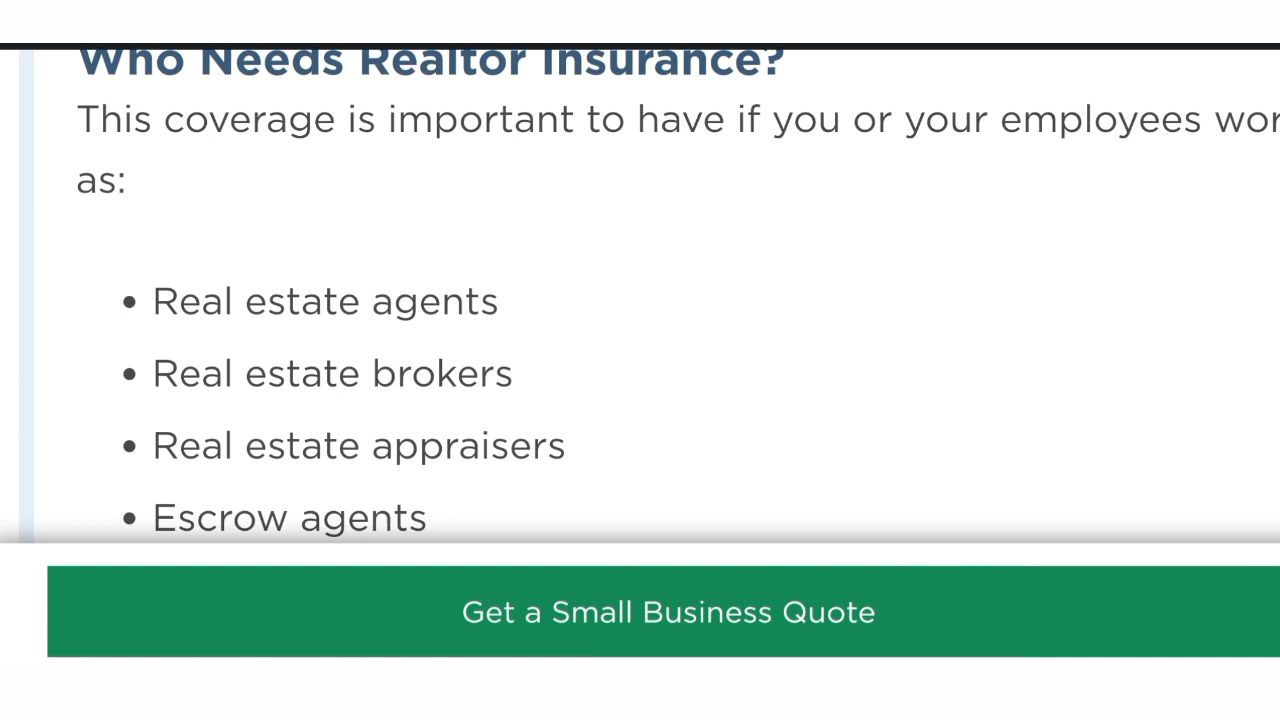 Who Needs Realtor Insurance?
This coverage is important to have if you or your employees
as:
Real estate agents
Real estate brokers
Real estate appraisers
Escrow agents
Get a Small Business Quote